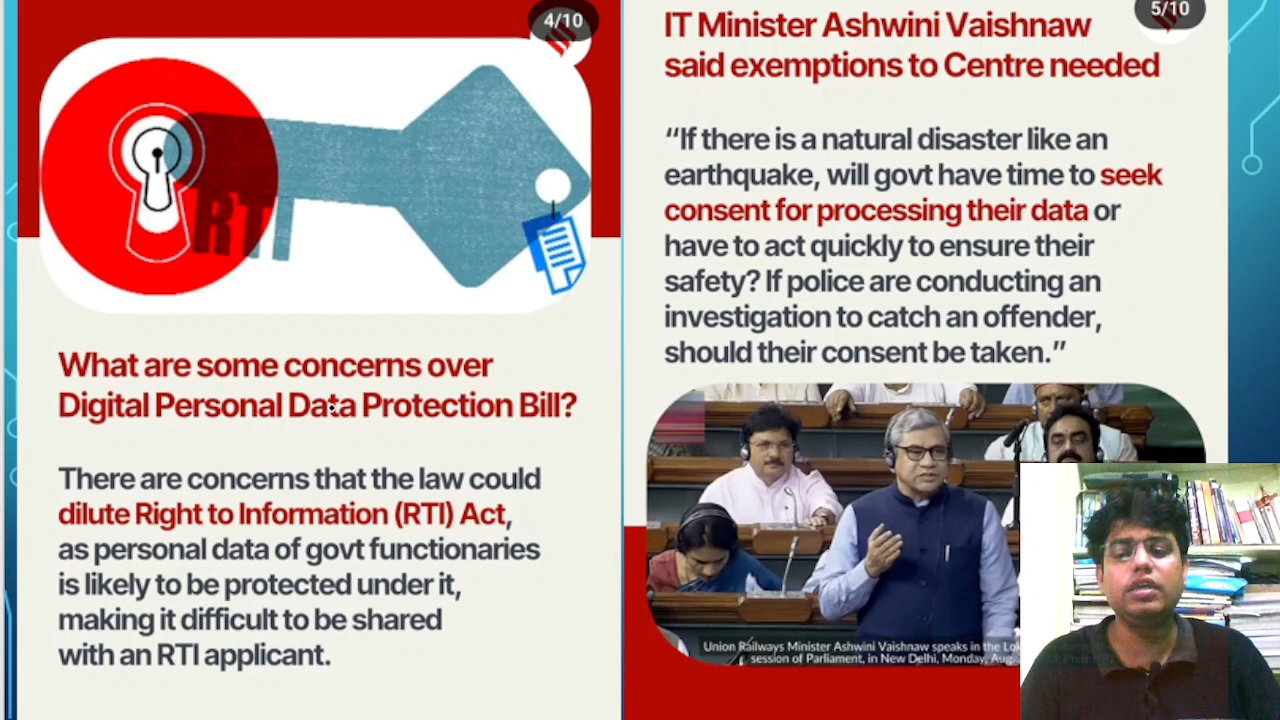 4/10
RTI
What are some concerns over
Digital Personal Data Protection Bill?
There are concerns that the law could
dilute Right to Information (RTI) Act,
as personal data of govt functionaries
is likely to be protected under it,
making it difficult to be shared
with an RTI applicant.
5/10
IT Minister Ashwini Vaishnaw
said exemptions to Centre needed
“If there is a natural disaster like an
earthquake, will govt have time to seek
consent for processing their data or
have to act quickly to ensure their
safety? If police are conducting an
investigation to catch an offender,
should their consent be taken.”
Union Railways Minister Ashwini Vaishnaw speaks in the
session of Parliament, in New Delhi, Monday,